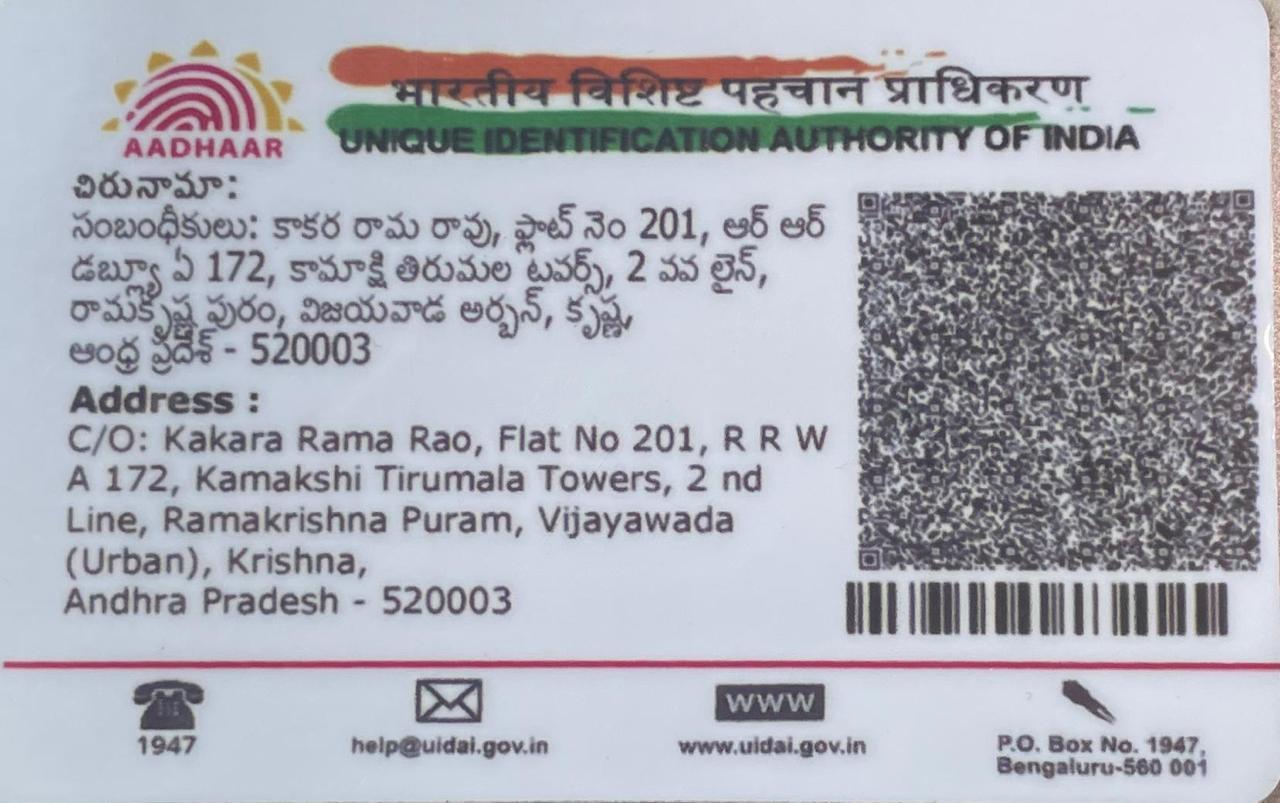 भारतीय विशिष्ट पहचान प्राधिकरण
AADHAAR
UNIQUE IDENTIFICATION AUTHORITY OF INDIA
చిరునామా:
సంబంధీకులు: కాకర రామ రావు, ఫ్లాట్ నెం 201, ఆర్ ఆర్
డబ్ల్యూ ఏ 172, కామాక్షి తిరుమల టవర్స్, 2 వవ లైన్,
రామకృష్ణ పురం, విజయవాడ అర్బన్, కృష్ణ,
ఆంధ్ర ప్రదేశ్ - 520003
Address :
C/O: Kakara Rama Rao, Flat No 201, R R W
A 172, Kamakshi Tirumala Towers, 2 nd
Line, Ramakrishna Puram, Vijayawada
(Urban), Krishna,
Andhra Pradesh - 520003
WWW
1947
help@uidai.gov.in
www.uidai.gov.in
P.O. Box No. 1947,
Bengaluru-560 001